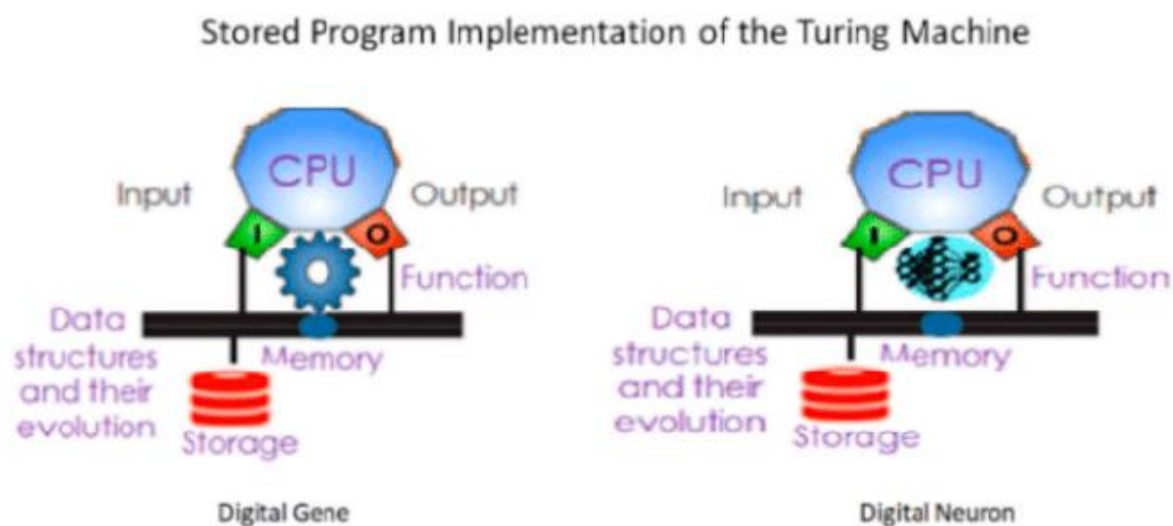 Stored Program Implementation of the Turing Machine
CPU
Input
Output
I
O
Function
Data
structures
and their
evolution
Memory
Storage
Digital Gene
CPU
Input
Output
I
O
Function
Data
structures
and their
evolution
Memory
Storage
Digital Neuron